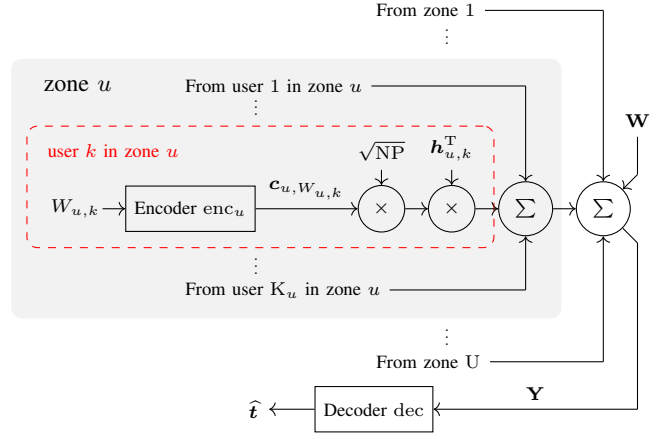 From zone 1
⋮
zone u
From user 1 in zone u
⋮
W
user k in zone u
√NP
h^T_{u,k}
W_{u,k}
Encoder enc_u
c_{u,W_{u,k}}
×
×
Σ
Σ
⋮
From user K_u in zone u
⋮
From zone U
t̂
Decoder dec
Y